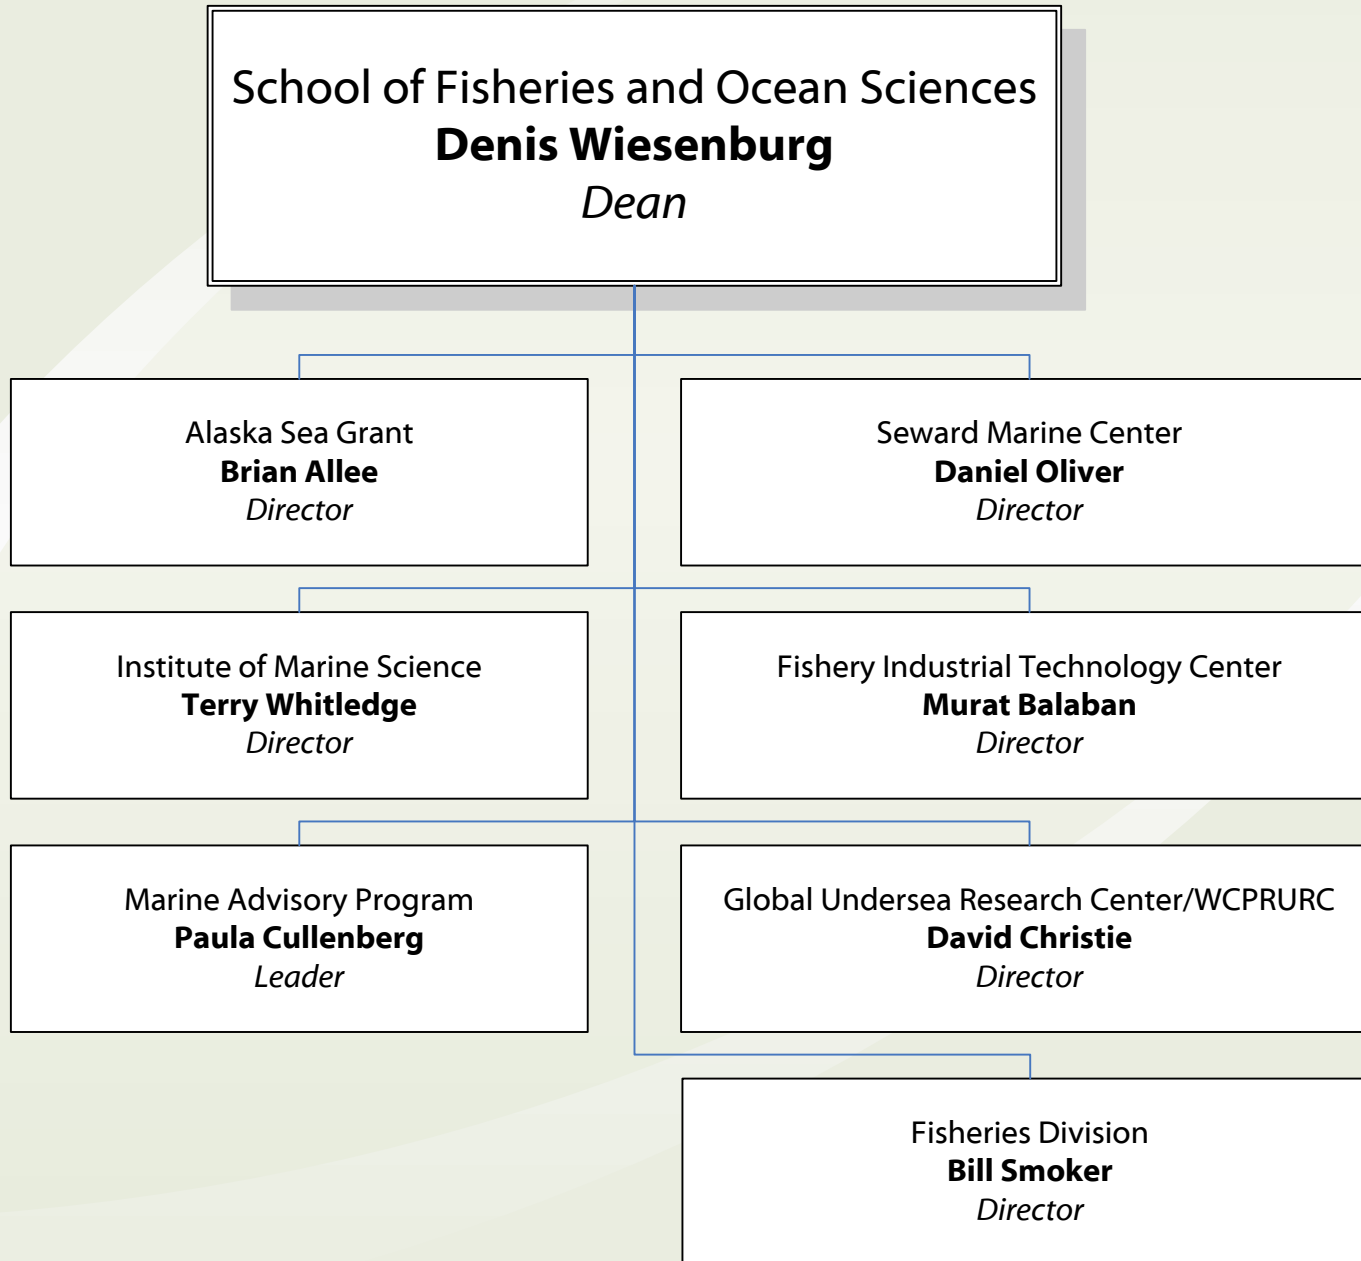 School of Fisheries and Ocean Sciences
Denis Wiesenburg
Dean
Alaska Sea Grant
Brian Allee
Director
Seward Marine Center
Daniel Oliver
Director
Institute of Marine Science
Terry Whitledge
Director
Fishery Industrial Technology Center
Murat Balaban
Director
Marine Advisory Program
Paula Cullenberg
Leader
Global Undersea Research Center/WCPRURC
David Christie
Director
Fisheries Division
Bill Smoker
Director